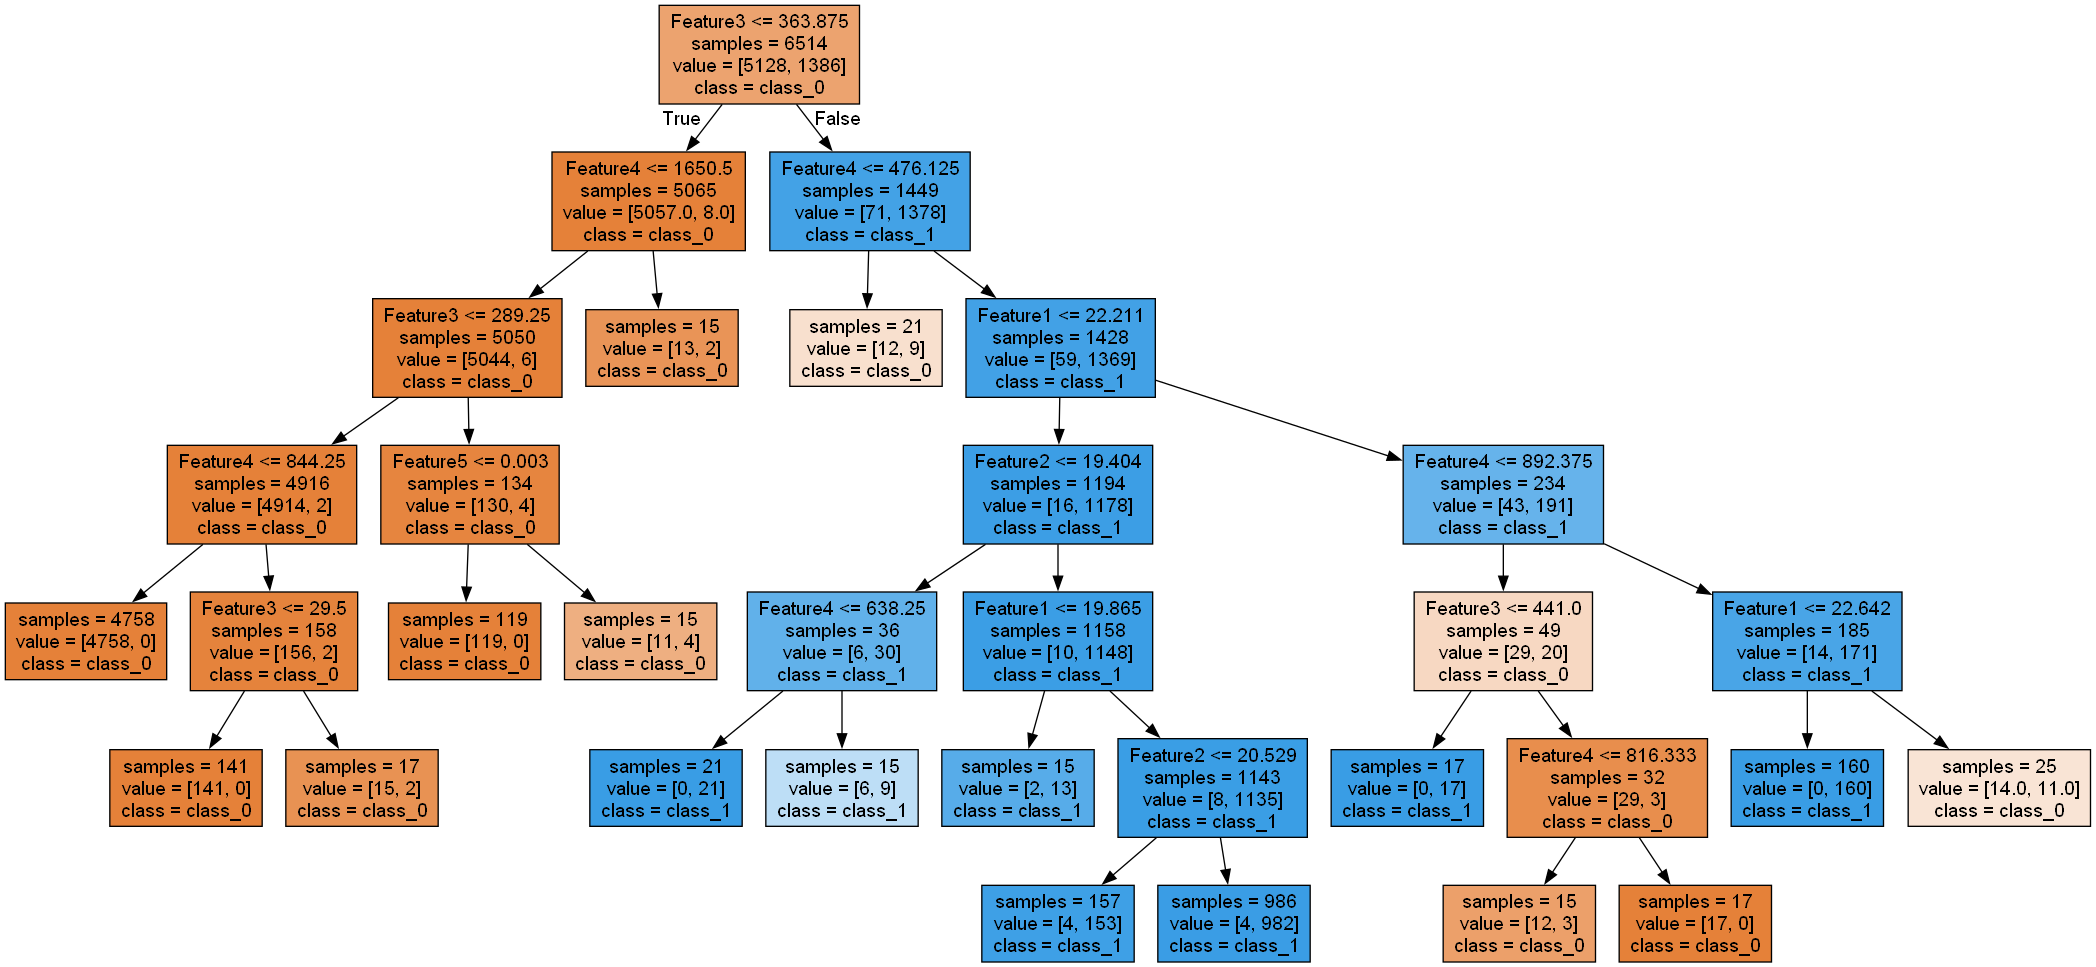 Feature3 <= 363.875
samples = 6514
value = [5128, 1386]
class = class_0
True
False
Feature4 <= 1650.5
samples = 5065
value = [5057.0, 8.0]
class = class_0
Feature4 <= 476.125
samples = 1449
value = [71, 1378]
class = class_1
Feature3 <= 289.25
samples = 5050
value = [5044, 6]
class = class_0
samples = 15
value = [13, 2]
class = class_0
samples = 21
value = [12, 9]
class = class_0
Feature1 <= 22.211
samples = 1428
value = [59, 1369]
class = class_1
Feature4 <= 844.25
samples = 4916
value = [4914, 2]
class = class_0
Feature5 <= 0.003
samples = 134
value = [130, 4]
class = class_0
Feature2 <= 19.404
samples = 1194
value = [16, 1178]
class = class_1
Feature4 <= 892.375
samples = 234
value = [43, 191]
class = class_1
samples = 4758
value = [4758, 0]
class = class_0
Feature3 <= 29.5
samples = 158
value = [156, 2]
class = class_0
samples = 119
value = [119, 0]
class = class_0
samples = 15
value = [11, 4]
class = class_0
Feature4 <= 638.25
samples = 36
value = [6, 30]
class = class_1
Feature1 <= 19.865
samples = 1158
value = [10, 1148]
class = class_1
Feature3 <= 441.0
samples = 49
value = [29, 20]
class = class_0
Feature1 <= 22.642
samples = 185
value = [14, 171]
class = class_1
samples = 141
value = [141, 0]
class = class_0
samples = 17
value = [15, 2]
class = class_0
samples = 21
value = [0, 21]
class = class_1
samples = 15
value = [6, 9]
class = class_1
samples = 15
value = [2, 13]
class = class_1
Feature2 <= 20.529
samples = 1143
value = [8, 1135]
class = class_1
samples = 17
value = [0, 17]
class = class_1
Feature4 <= 816.333
samples = 32
value = [29, 3]
class = class_0
samples = 160
value = [0, 160]
class = class_1
samples = 25
value = [14.0, 11.0]
class = class_0
samples = 157
value = [4, 153]
class = class_1
samples = 986
value = [4, 982]
class = class_1
samples = 15
value = [12, 3]
class = class_0
samples = 17
value = [17, 0]
class = class_0